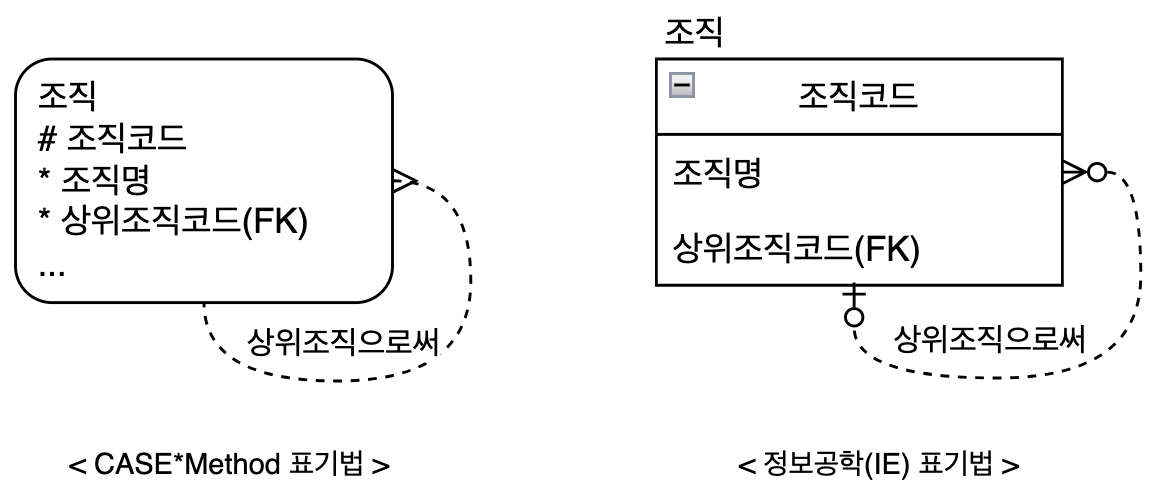 조직
# 조직코드
* 조직명
* 상위조직코드(FK)
...
상위조직으로써
< CASE*Method 표기법 >
조직
조직코드
조직명
상위조직코드(FK)
상위조직으로써
< 정보공학(IE) 표기법 >